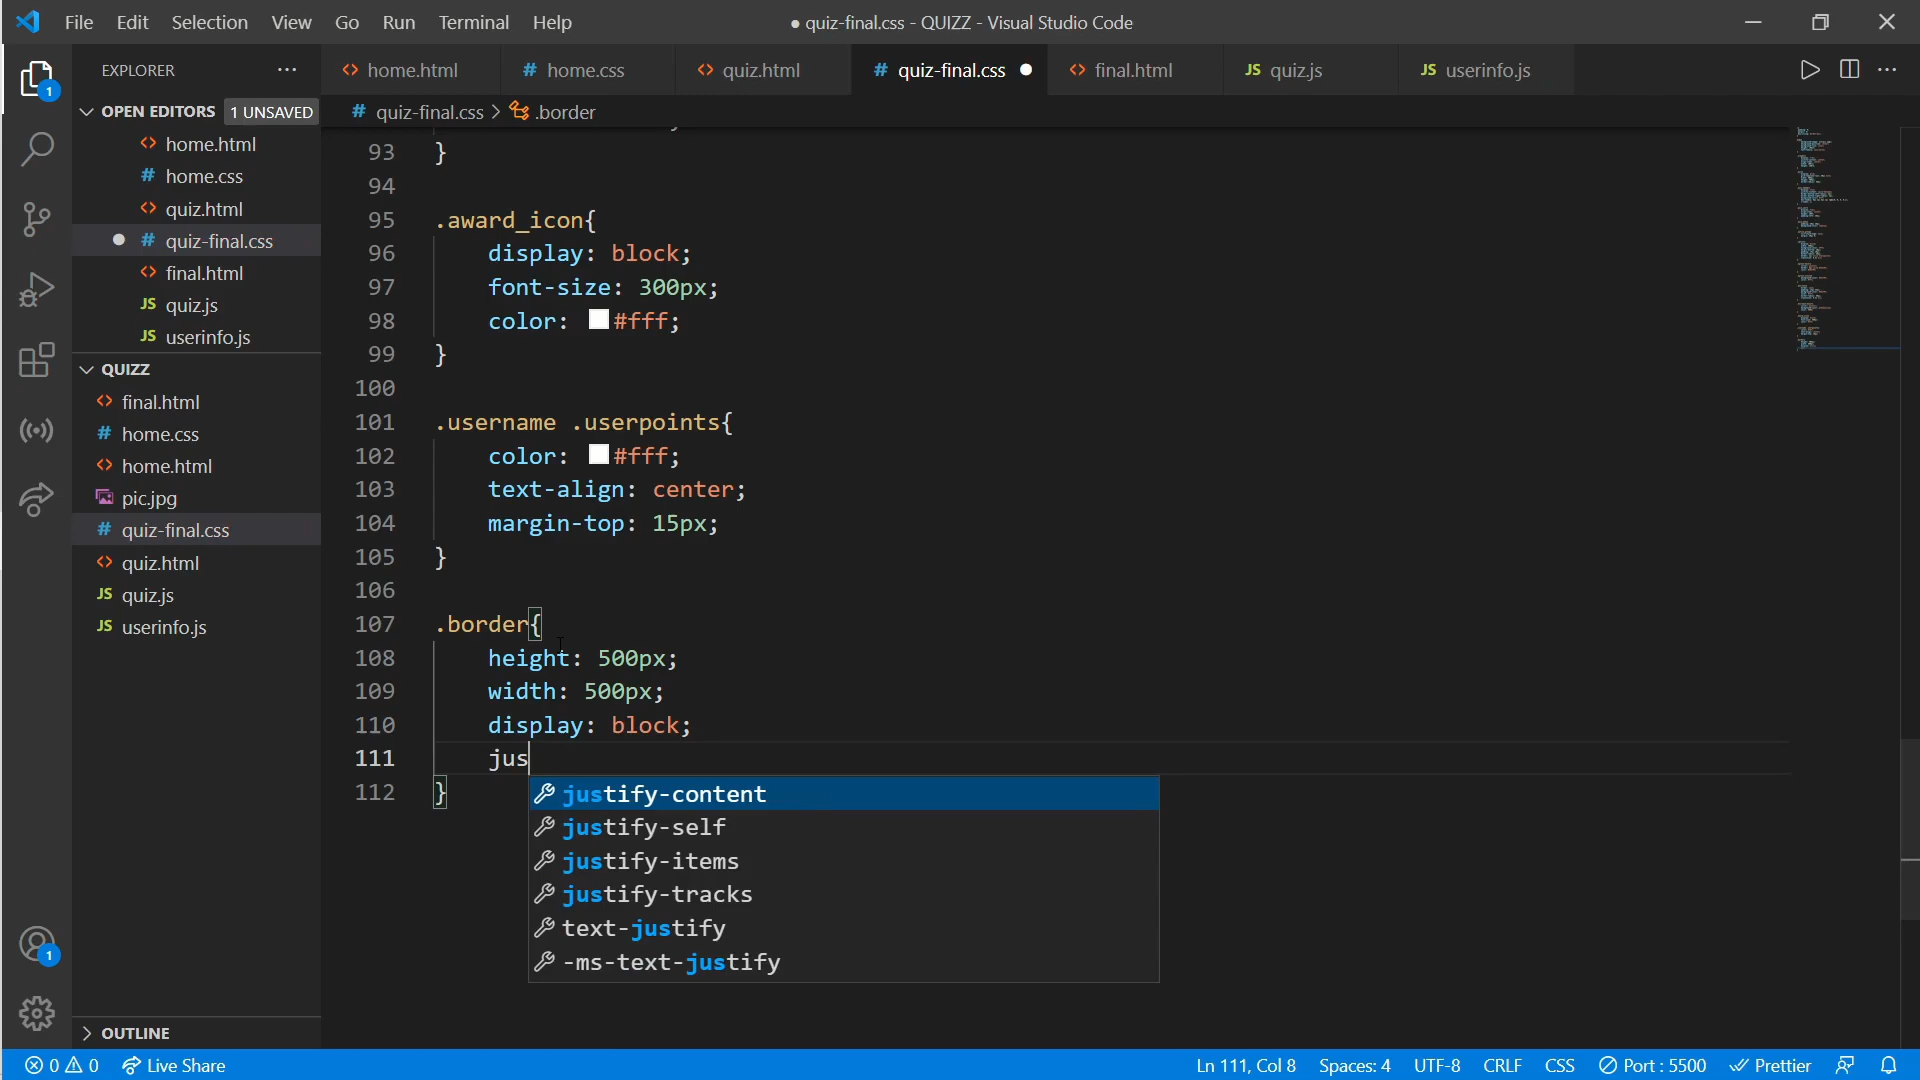 File Edit Selection View Go Run Terminal Help
● quiz-final.css - QUIZZ - Visual Studio Code
EXPLORER
OPEN EDITORS 1 UNSAVED
home.html
home.css
quiz.html
quiz-final.css
final.html
quiz.js
userinfo.js
QUIZZ
final.html
home.css
home.html
pic.jpg
quiz-final.css
quiz.html
quiz.js
userinfo.js
OUTLINE
home.html # home.css quiz.html # quiz-final.css ● final.html JS quiz.js JS userinfo.js
# quiz-final.css > .border
93 }
94
95 .award_icon{
96 display: block;
97 font-size: 300px;
98 color: #fff;
99 }
100
101 .username .userpoints{
102 color: #fff;
103 text-align: center;
104 margin-top: 15px;
105 }
106
107 .border{
108 height: 500px;
109 width: 500px;
110 display: block;
111 jus
112 }
justify-content
justify-self
justify-items
justify-tracks
text-justify
-ms-text-justify
1
1
0 0 Live Share
Ln 111, Col 8 Spaces: 4 UTF-8 CRLF CSS Port : 5500 Prettier